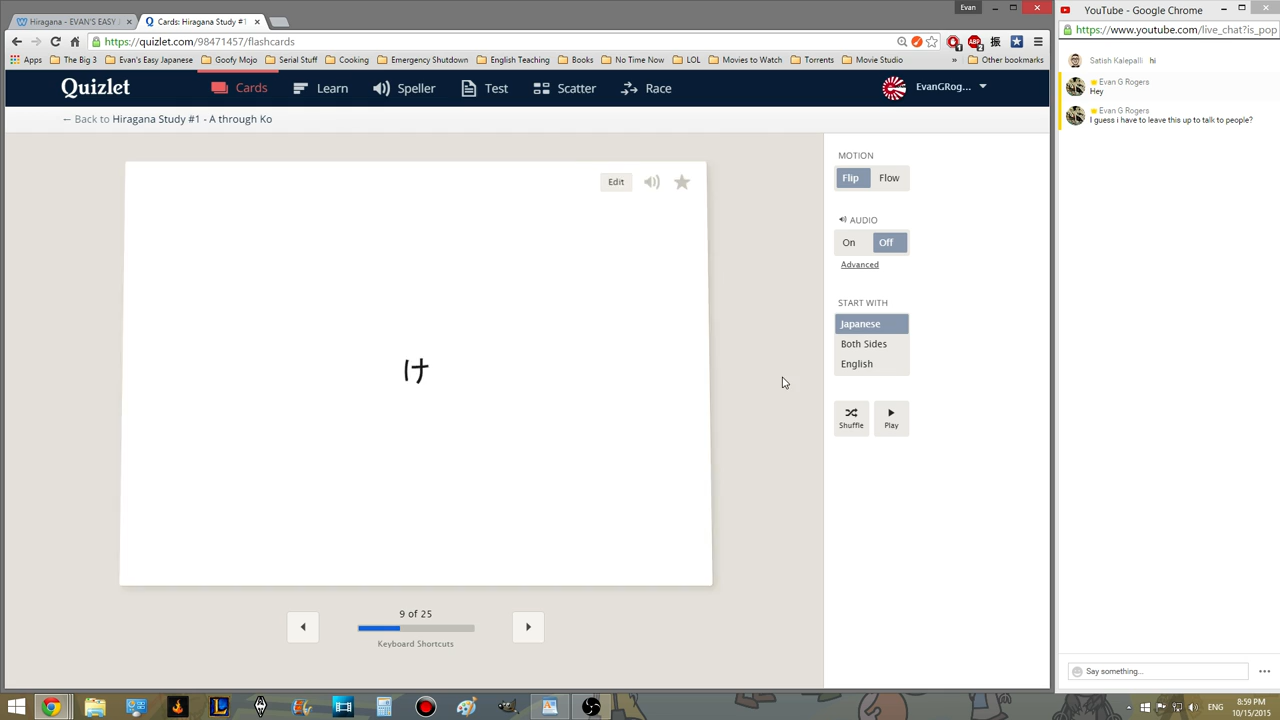 Evan
Hiragana - EVAN'S EASY J
Cards: Hiragana Study #1
https://quizlet.com/98471457/flashcards
Apps
The Big 3
Evan's Easy Japanese
Goofy Mojo
Serial Stuff
Cooking
Emergency Shutdown
English Teaching
Books
No Time Now
LOL
Movies to Watch
Torrents
Movie Studio
»
Other bookmarks
Quizlet
Cards
Learn
Speller
Test
Scatter
Race
EvanGRog...
← Back to Hiragana Study #1 - A through Ko
Edit
け
9 of 25
Keyboard Shortcuts
MOTION
Flip
Flow
AUDIO
On
Off
Advanced
START WITH
Japanese
Both Sides
English
Shuffle
Play
YouTube - Google Chrome
https://www.youtube.com/live_chat?is_pop
Satish Kalepalli hi
Evan G Rogers
Hey
Evan G Rogers
I guess i have to leave this up to talk to people?
Say something...
ENG
8:59 PM
10/15/2015